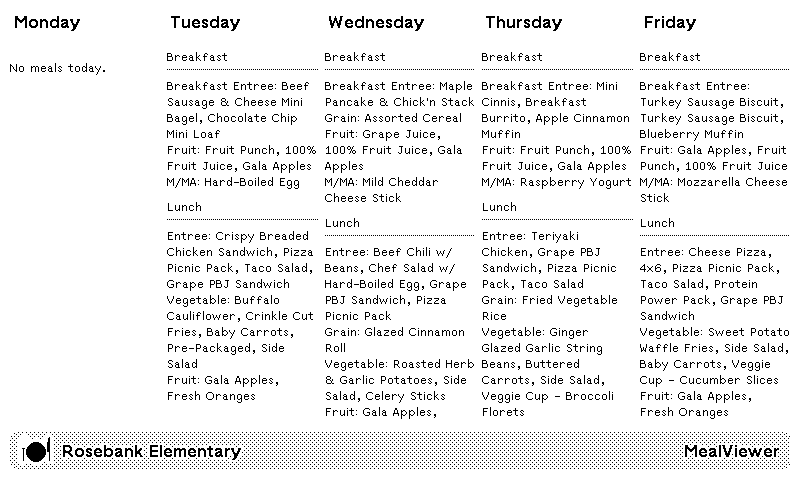 Monday
No meals today.
Tuesday
Breakfast
Breakfast Entree: Beef
Sausage & Cheese Mini
Bagel, Chocolate Chip
Mini Loaf
Fruit: Fruit Punch, 100%
Fruit Juice, Gala Apples
M/MA: Hard-Boiled Egg
Lunch
Entree: Crispy Breaded
Chicken Sandwich, Pizza
Picnic Pack, Taco Salad,
Grape PBJ Sandwich
Vegetable: Buffalo
Cauliflower, Crinkle Cut
Fries, Baby Carrots,
Pre-Packaged, Side
Salad
Fruit: Gala Apples,
Fresh Oranges
Wednesday
Breakfast
Breakfast Entree: Maple
Pancake & Chick'n Stack
Grain: Assorted Cereal
Fruit: Grape Juice,
100% Fruit Juice, Gala
Apples
M/MA: Mild Cheddar
Cheese Stick
Lunch
Entree: Beef Chili w/
Beans, Chef Salad w/
Hard-Boiled Egg, Grape
PBJ Sandwich, Pizza
Picnic Pack
Grain: Glazed Cinnamon
Roll
Vegetable: Roasted Herb
& Garlic Potatoes, Side
Salad, Celery Sticks
Fruit: Gala Apples,
Thursday
Breakfast
Breakfast Entree: Mini
Cinnis, Breakfast
Burrito, Apple Cinnamon
Muffin
Fruit: Fruit Punch, 100%
Fruit Juice, Gala Apples
M/MA: Raspberry Yogurt
Lunch
Entree: Teriyaki
Chicken, Grape PBJ
Sandwich, Pizza Picnic
Pack, Taco Salad
Grain: Fried Vegetable
Rice
Vegetable: Ginger
Glazed Garlic String
Beans, Buttered
Carrots, Side Salad,
Veggie Cup - Broccoli
Florets
Friday
Breakfast
Breakfast Entree:
Turkey Sausage Biscuit,
Turkey Sausage Biscuit,
Blueberry Muffin
Fruit: Gala Apples, Fruit
Punch, 100% Fruit Juice
M/MA: Mozzarella Cheese
Stick
Lunch
Entree: Cheese Pizza,
4x6, Pizza Picnic Pack,
Taco Salad, Protein
Power Pack, Grape PBJ
Sandwich
Vegetable: Sweet Potato
Waffle Fries, Side Salad,
Baby Carrots, Veggie
Cup - Cucumber Slices
Fruit: Gala Apples,
Fresh Oranges
Rosebank Elementary
MealViewer